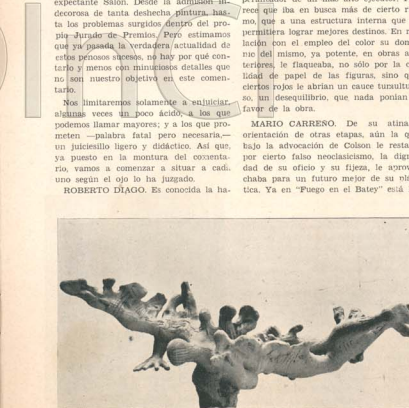 expectante Salón. Desde la admisión in-
decorosa de tanta deshecha pintura, has-
ta los problemas surgidos dentro del pro-
pio Jurado de Premios. Pero estimamos
que ya pasada la verdadera actualidad de
estos penosos sucesos, no hay por qué con-
tarlo y menos con minuciosos detalles que
no son nuestro objetivo en este comen-
tario.
Nos limitaremos solamente a enjuiciar,
algunas veces un poco ácido, a los que
podemos llamar mayores; y a los que pro-
meten —palabra fatal pero necesaria,—
un juiciesillo ligero y didáctico. Así que,
ya puesto en la montura del comenta-
rio, vamos a comenzar a situar a cada
uno según el ojo lo ha juzgado.
ROBERTO DIAGO. Es conocida la ha-
rece que iba en busca más de cierto
mo, que a una estructura interna que
permitiera lograr mejores destinos. En
lación con el empleo del color su dom
nio del mismo, ya potente, en obras a
teriores, le flaqueaba, no sólo por la c
lidad de papel de las figuras, sino q
ciertos rojos le abrían un cauce tumultu
so, un desequilibrio, que nada ponían
favor de la obra.
MARIO CARREÑO. De su atina
orientación de otras etapas, aún la q
bajo la advocación de Colson le resta
por cierto falso neoclasicismo, la dign
dad de su oficio y su fijeza, le aprov
chaba para un futuro mejor de su plá
tica. Ya en "Fuego en el Batey" está